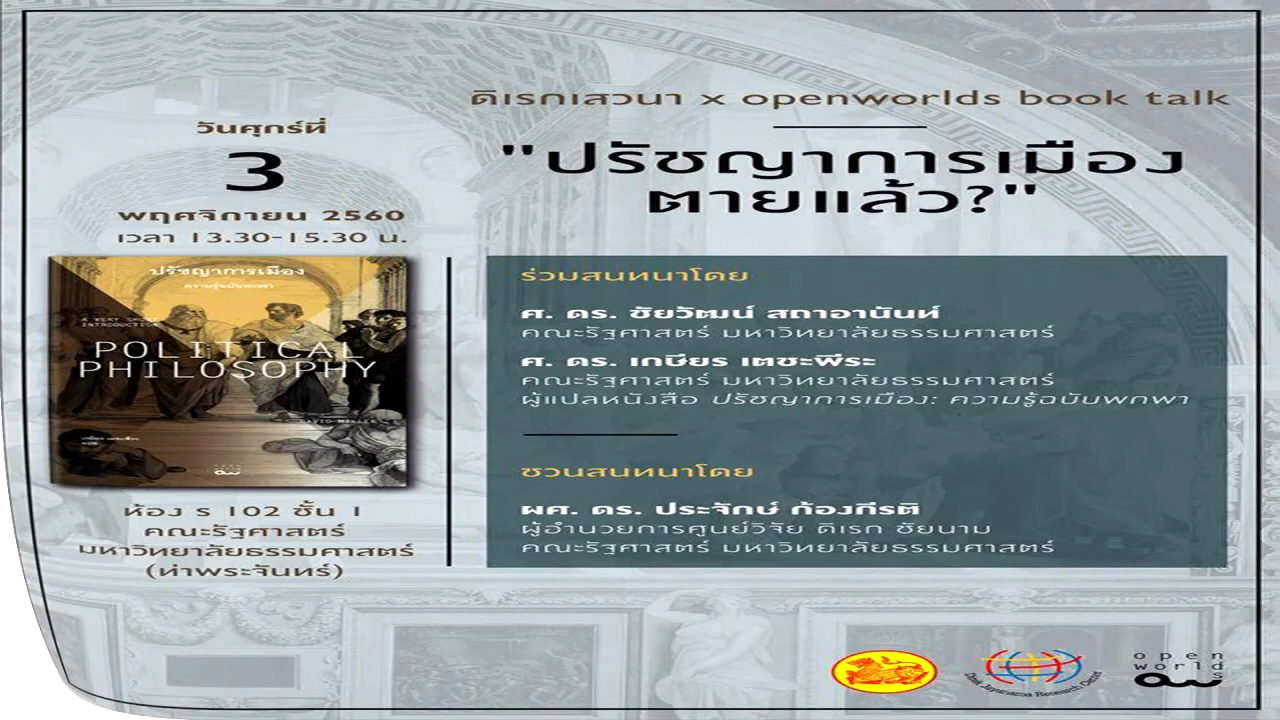 ดิเรกเสวนา x openworlds book talk
"ปรัชญาการเมือง
ตายแล้ว?"
วันศุกร์ที่
3
พฤศจิกายน 2560
เวลา 13.30-15.30 น.
ปรัชญาการเมือง
ความรู้ฉบับพกพา
A VERY SHORT
INTRODUCTION
POLITICAL
PHILOSOPHY
DAVID MILLER
ห้อง ร 102 ชั้น 1
คณะรัฐศาสตร์
มหาวิทยาลัยธรรมศาสตร์
(ท่าพระจันทร์)
ร่วมสนทนาโดย
ศ. ดร. ชัยวัฒน์ สถาอานันท์
คณะรัฐศาสตร์ มหาวิทยาลัยธรรมศาสตร์
ศ. ดร. เกษียร เตชะพีระ
คณะรัฐศาสตร์ มหาวิทยาลัยธรรมศาสตร์
ผู้แปลหนังสือ ปรัชญาการเมือง: ความรู้ฉบับพกพา
ชวนสนทนาโดย
ผศ. ดร. ประจักษ์ ก้องกีรติ
ผู้อำนวยการศูนย์วิจัย ดิเรก ชัยนาม
คณะรัฐศาสตร์ มหาวิทยาลัยธรรมศาสตร์
Direk Jayanama Research Center
open
worlds